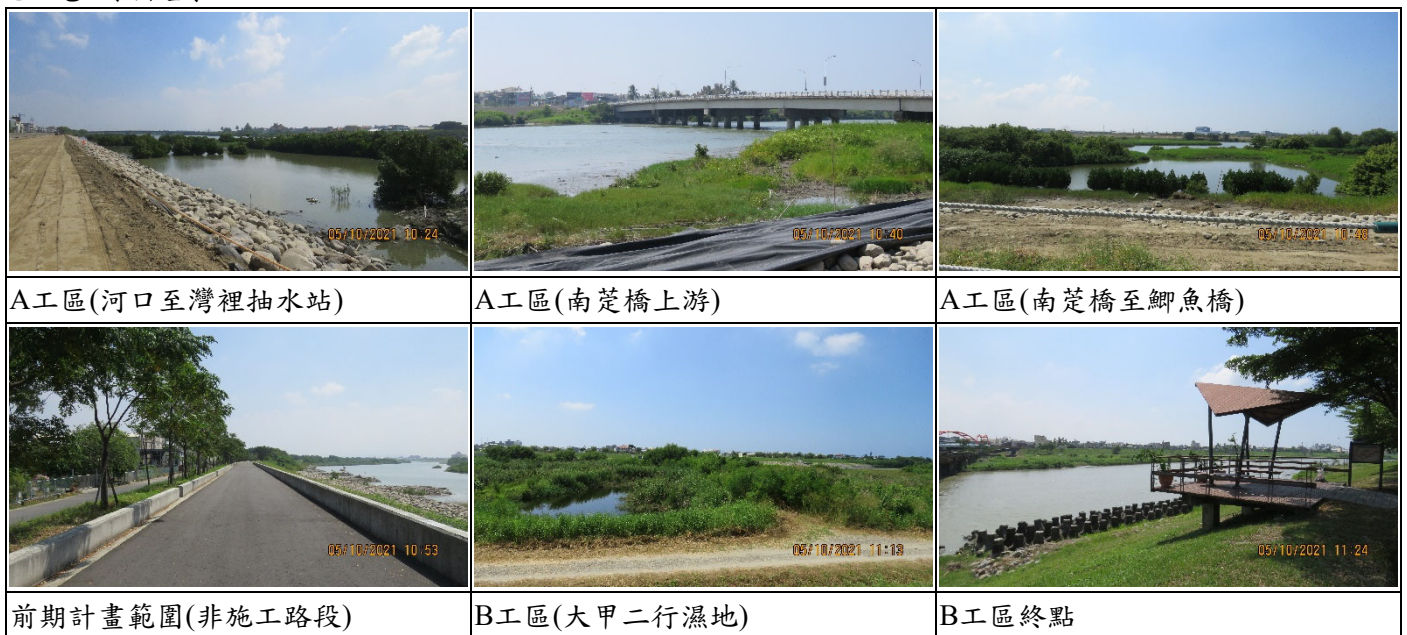 05/10/2021 10:24
05/10/2021 10:40
05/10/2021 10:48
A工區(河口至灣裡抽水站)
A工區(南萣橋上游)
A工區(南萣橋至鯽魚橋)
05/10/2021 10:53
05/10/2021 11:13
05/10/2021 11:24
前期計畫範圍(非施工路段)
B工區(大甲二行濕地)
B工區終點